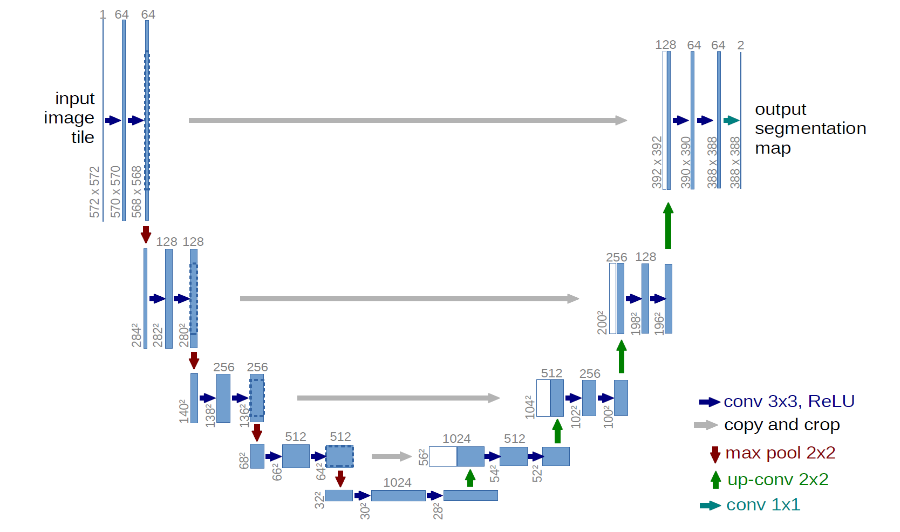 1 64 64
input
image
tile
572 x 572
570 x 570
568 x 568
128 64 64 2
output
segmentation
map
392 x 392
390 x 390
388 x 388
388 x 388
128 128
284²
282²
280²
256 128
200²
198²
196²
256 256
140²
138²
136²
512 256
104²
102²
100²
512 512
68²
66²
64²
1024 512
56²
54²
52²
1024
32²
30²
28²
conv 3x3, ReLU
copy and crop
max pool 2x2
up-conv 2x2
conv 1x1